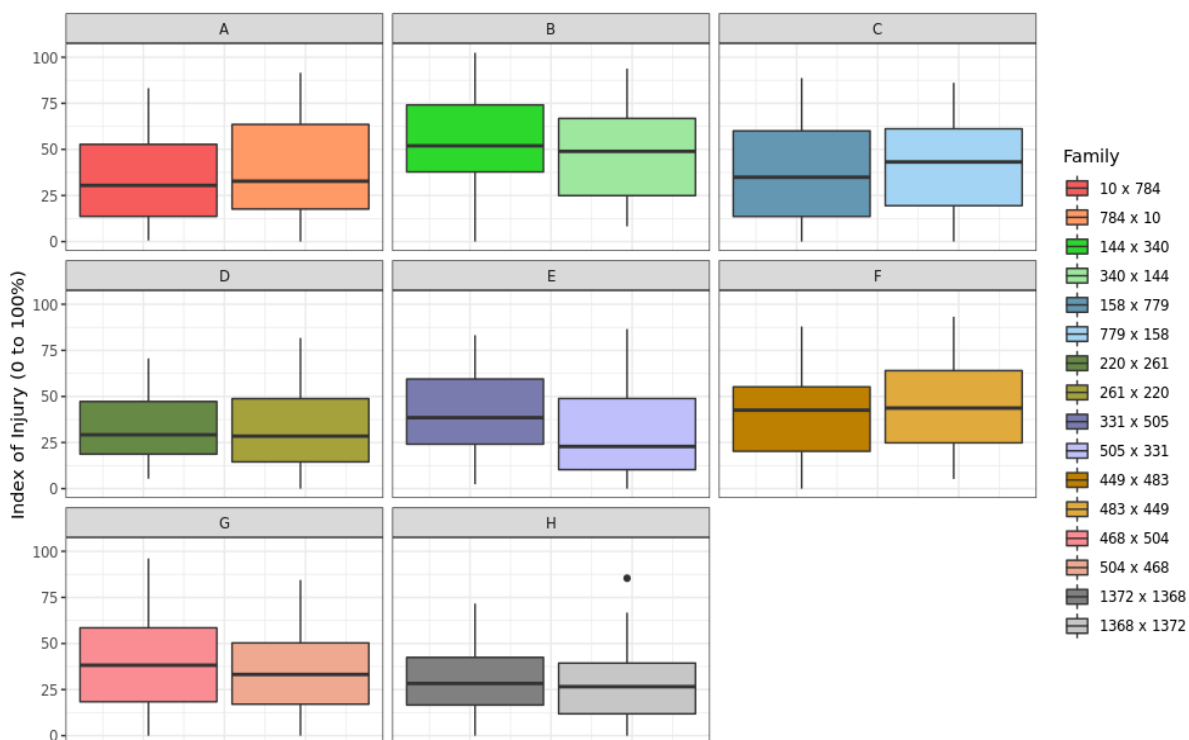 A
B
C
100
75
50
25
0
D
E
F
100
75
50
25
0
G
H
100
75
50
25
0
Index of Injury (0 to 100%)
Family
10 x 784
784 x 10
144 x 340
340 x 144
158 x 779
779 x 158
220 x 261
261 x 220
331 x 505
505 x 331
449 x 483
483 x 449
468 x 504
504 x 468
1372 x 1368
1368 x 1372